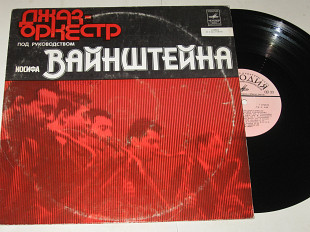 ДЖАЗ-
ОРКЕСТР
ПОД РУКОВОДСТВОМ
ИОСИФА
ВАЙНШТЕЙНА